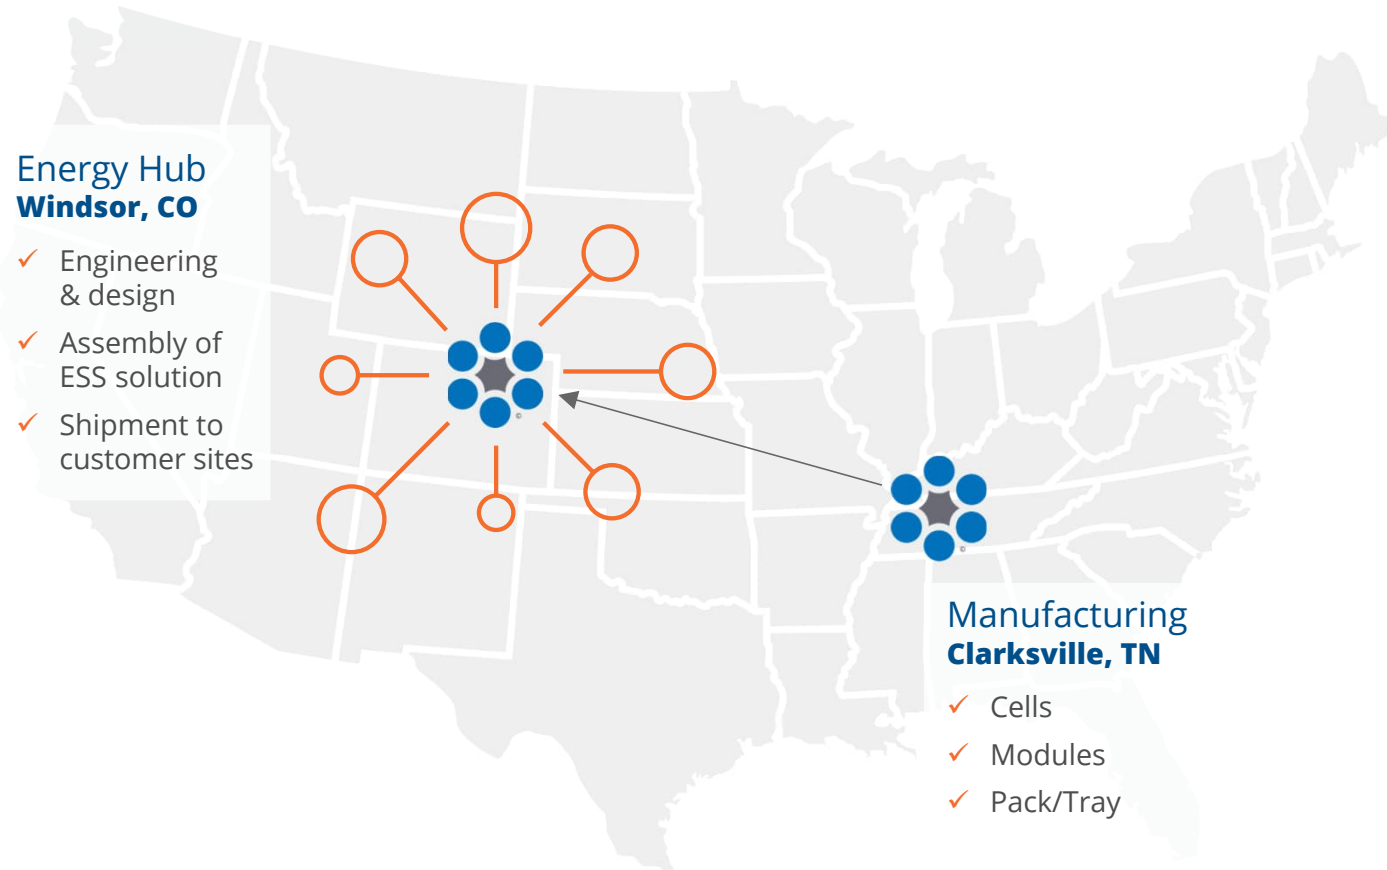 Energy Hub
Windsor, CO
✓ Engineering
& design
✓ Assembly of
ESS solution
✓ Shipment to
customer sites
©
©
Manufacturing
Clarksville, TN
✓ Cells
✓ Modules
✓ Pack/Tray